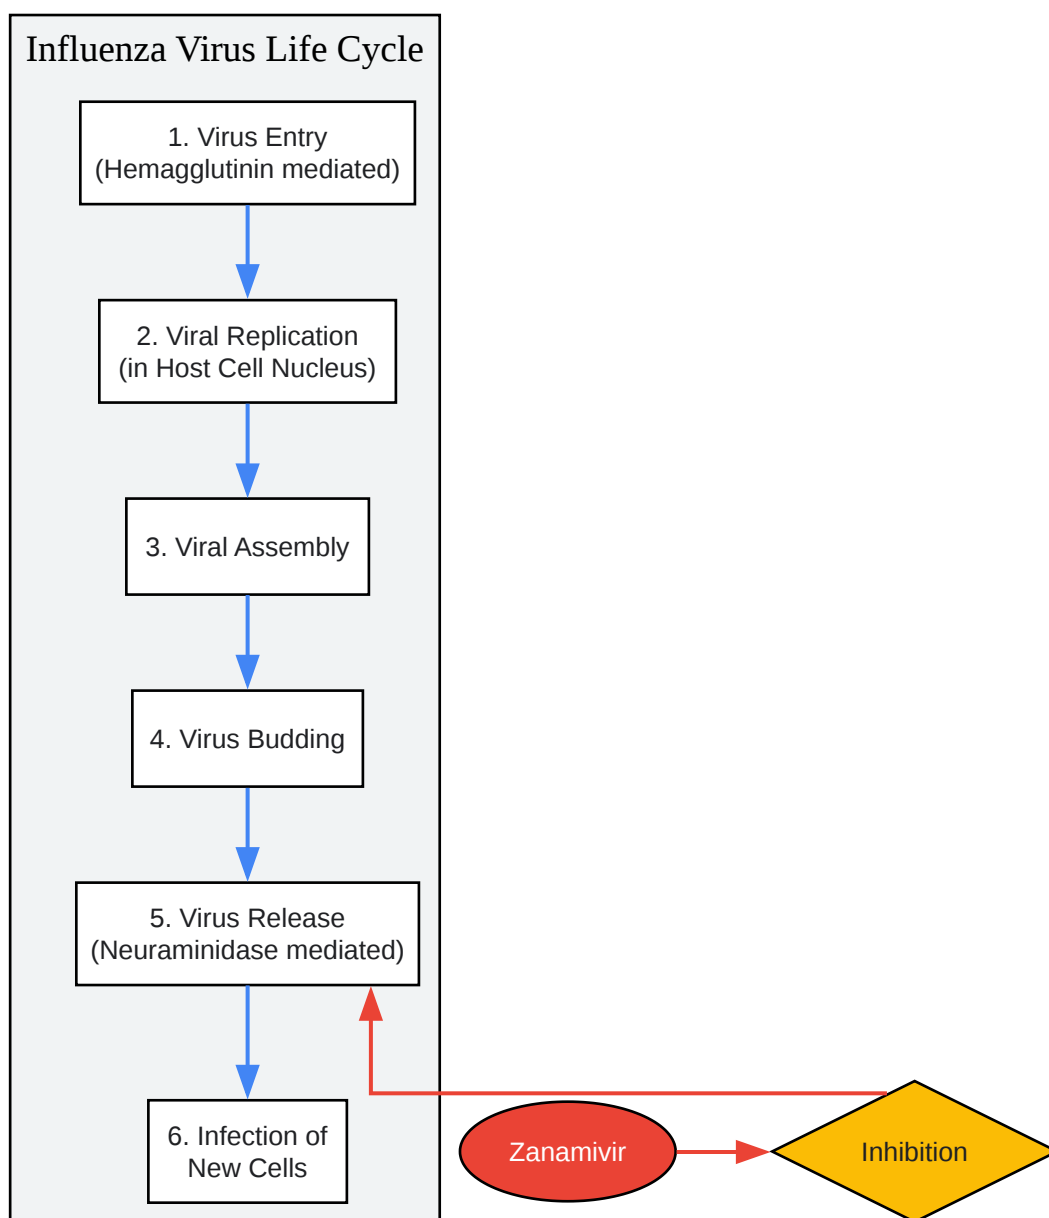 Influenza Virus Life Cycle
1. Virus Entry
(Hemagglutinin mediated)
2. Viral Replication
(in Host Cell Nucleus)
3. Viral Assembly
4. Virus Budding
5. Virus Release
(Neuraminidase mediated)
6. Infection of
New Cells
Zanamivir
Inhibition